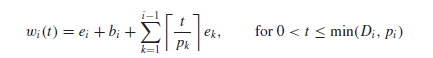 w_i(t) = e_i + b_i + \sum_{k=1}^{i-1} \left\lceil \frac{t}{p_k} \right\rceil e_k,    for 0 < t ≤ min(D_i, p_i)